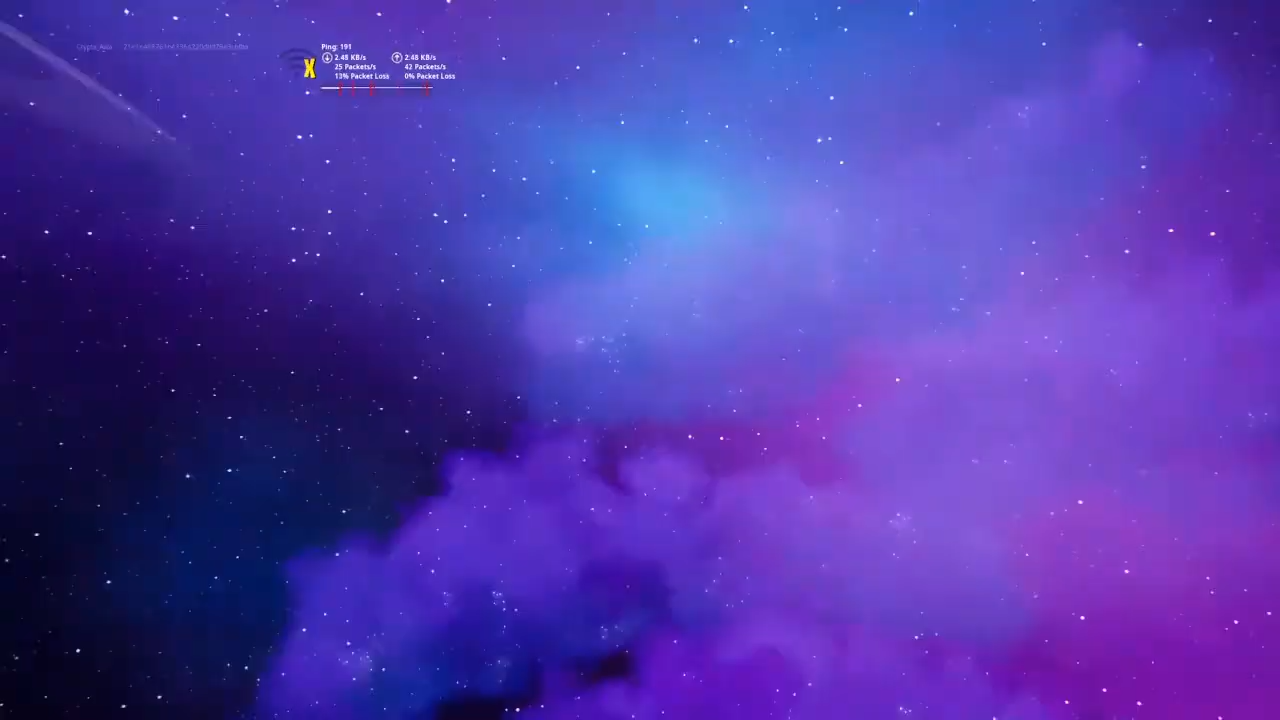 Ping: 191
2.48 KB/s 2.48 KB/s
25 Packets/s 42 Packets/s
13% Packet Loss 0% Packet Loss